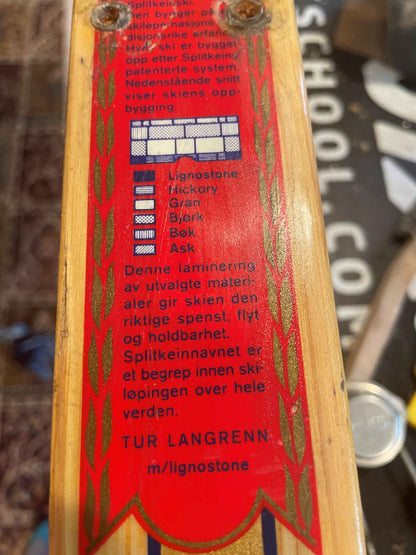 Splitkeinski.
Den bygger på
skiløpernasjonens
disjonsrike erfaring
Hver ski er bygget
opp etter Splitkeins
patenterte system.
Nedenstående snitt
viser skiens opp-
bygging.
Lignostone
Hickory
Gran
Bjørk
Bøk
Ask
Denne laminering
av utvalgte materi-
aler gir skien den
riktige spenst, flyt
og holdbarhet.
Splitkeinnavnet er
et begrep innen ski-
løpingen over hele
verden.
TUR LANGRENN
m/lignostone
SCHOOL.COM